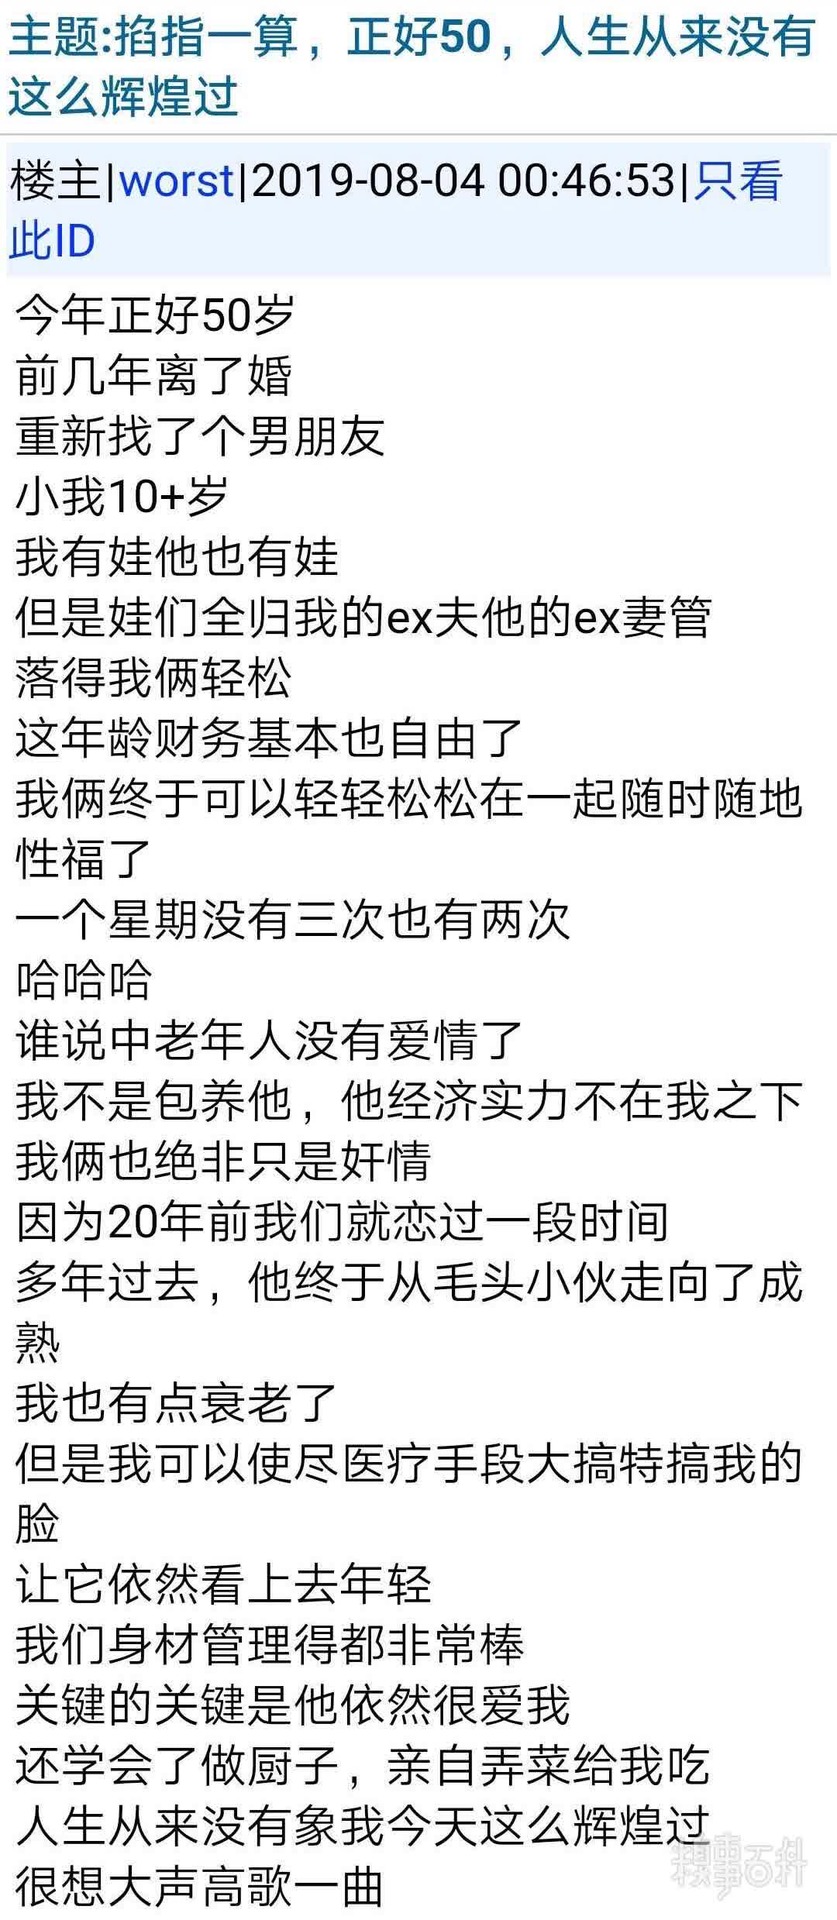 主题:掐指一算，正好50，人生从来没有
这么辉煌过
楼主|worst|2019-08-04 00:46:53|只看
此ID
今年正好50岁
前几年离了婚
重新找了个男朋友
小我10+岁
我有娃他也有娃
但是娃们全归我的ex夫他的ex妻管
落得我俩轻松
这年龄财务基本也自由了
我俩终于可以轻轻松松在一起随时随地
性福了
一个星期没有三次也有两次
哈哈哈
谁说中老年人没有爱情了
我不是包养他，他经济实力不在我之下
我俩也绝非只是奸情
因为20年前我们就恋过一段时间
多年过去，他终于从毛头小伙走向了成
熟
我也有点衰老了
但是我可以使尽医疗手段大搞特搞我的
脸
让它依然看上去年轻
我们身材管理得都非常棒
关键的关键是他依然很爱我
还学会了做厨子，亲自弄菜给我吃
人生从来没有象我今天这么辉煌过
很想大声高歌一曲
糗事百科